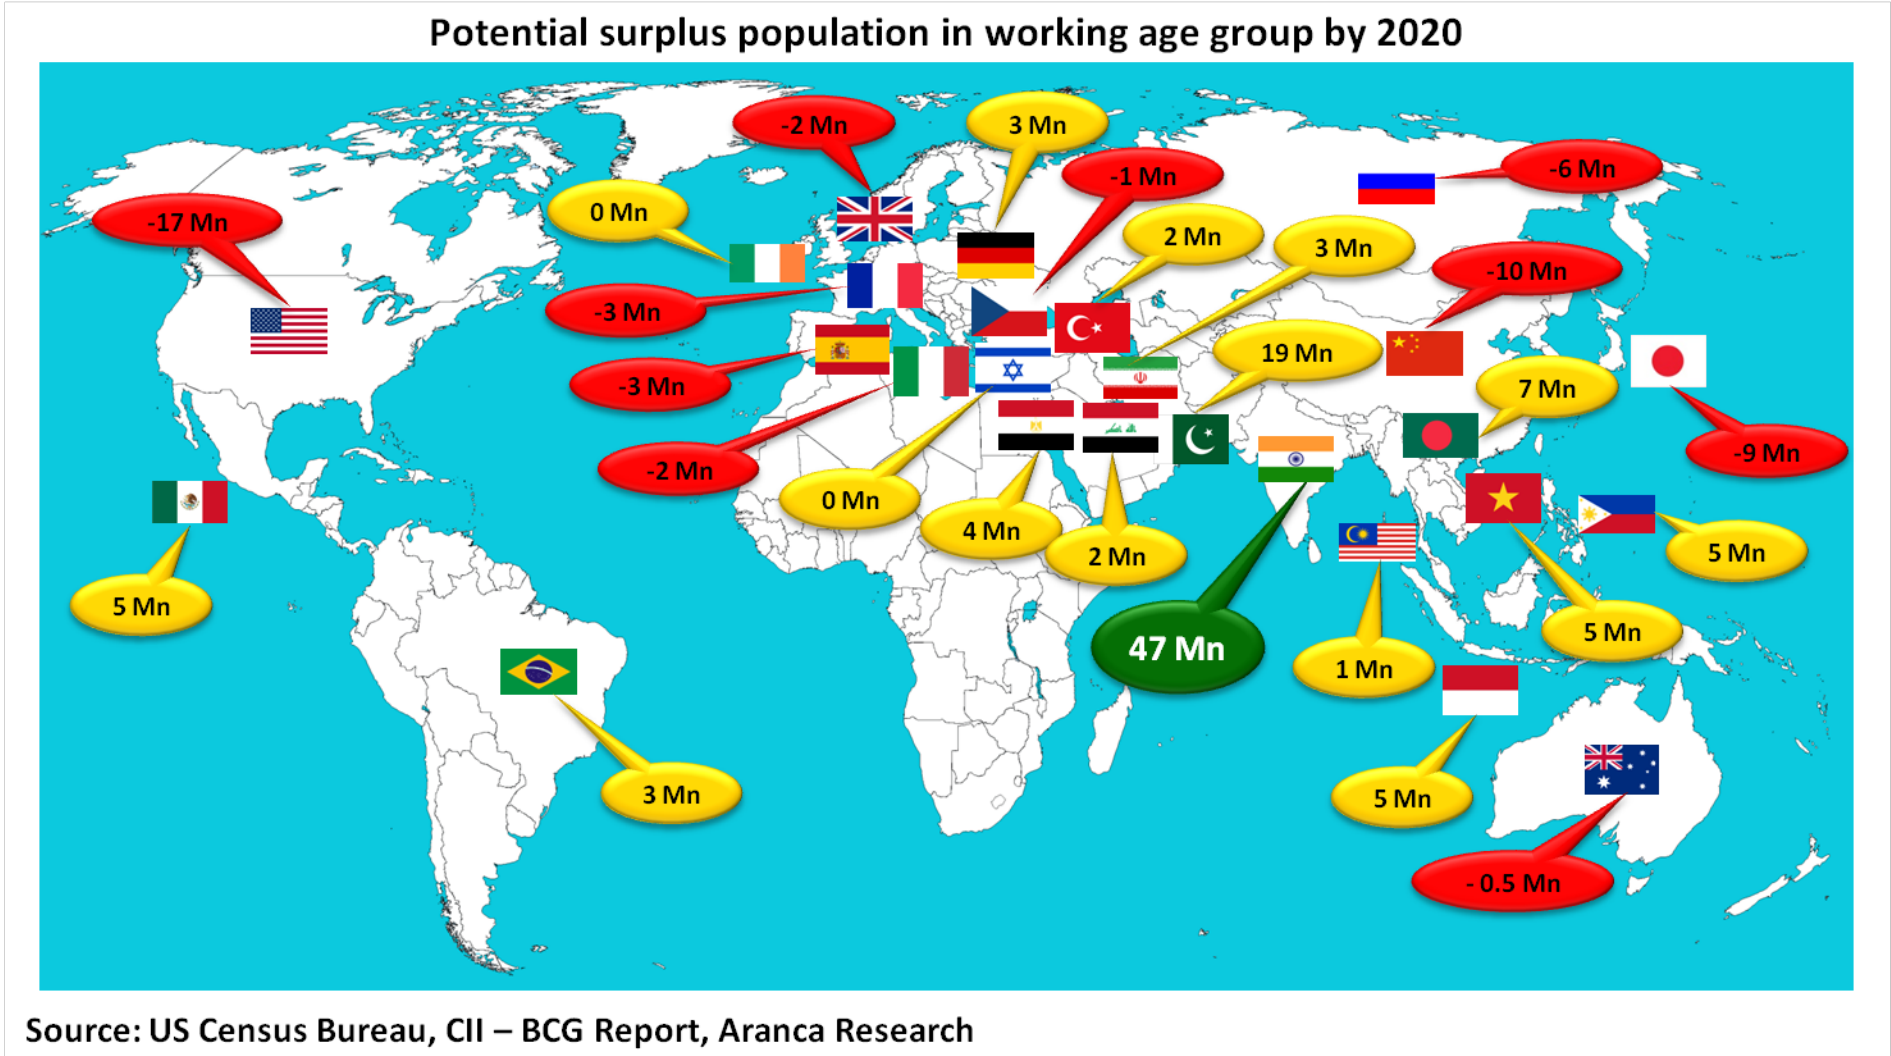 Potential surplus population in working age group by 2020
-2 Mn
3 Mn
-1 Mn
-6 Mn
0 Mn
-17 Mn
2 Mn
3 Mn
-10 Mn
-3 Mn
19 Mn
-3 Mn
7 Mn
-2 Mn
-9 Mn
0 Mn
4 Mn
2 Mn
5 Mn
5 Mn
47 Mn
5 Mn
1 Mn
3 Mn
5 Mn
- 0.5 Mn
Source: US Census Bureau, CII – BCG Report, Aranca Research